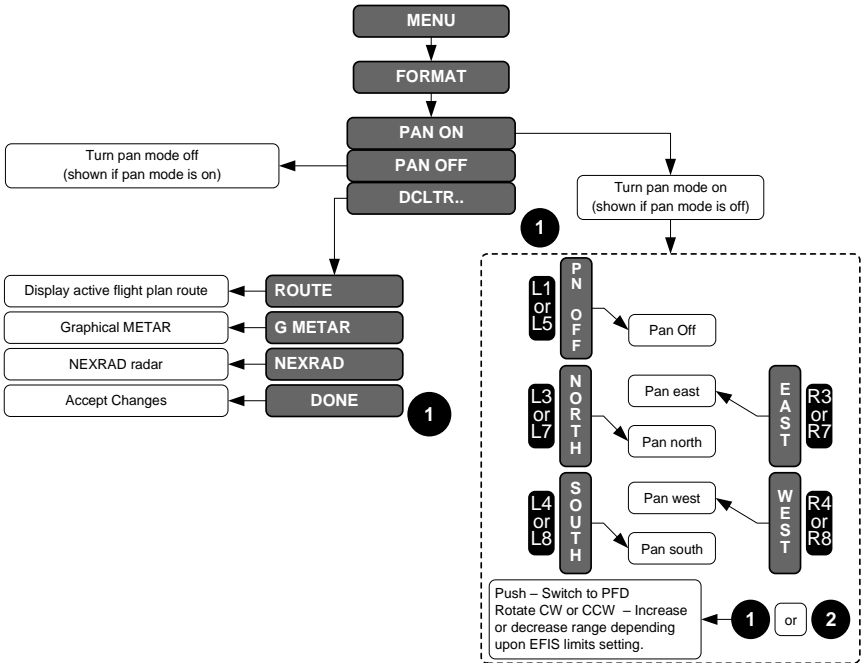 MENU
FORMAT
PAN ON
PAN OFF
DCLTR..
Turn pan mode off
(shown if pan mode is on)
Turn pan mode on
(shown if pan mode is off)
ROUTE
Display active flight plan route
G METAR
Graphical METAR
NEXRAD
NEXRAD radar
DONE
Accept Changes
1
1
L1
or
L5
PN OFF
Pan Off
L3
or
L7
NORTH
Pan north
Pan east
EAST
R3
or
R7
L4
or
L8
SOUTH
Pan south
Pan west
WEST
R4
or
R8
Push – Switch to PFD
Rotate CW or CCW – Increase
or decrease range depending
upon EFIS limits setting.
1 or 2